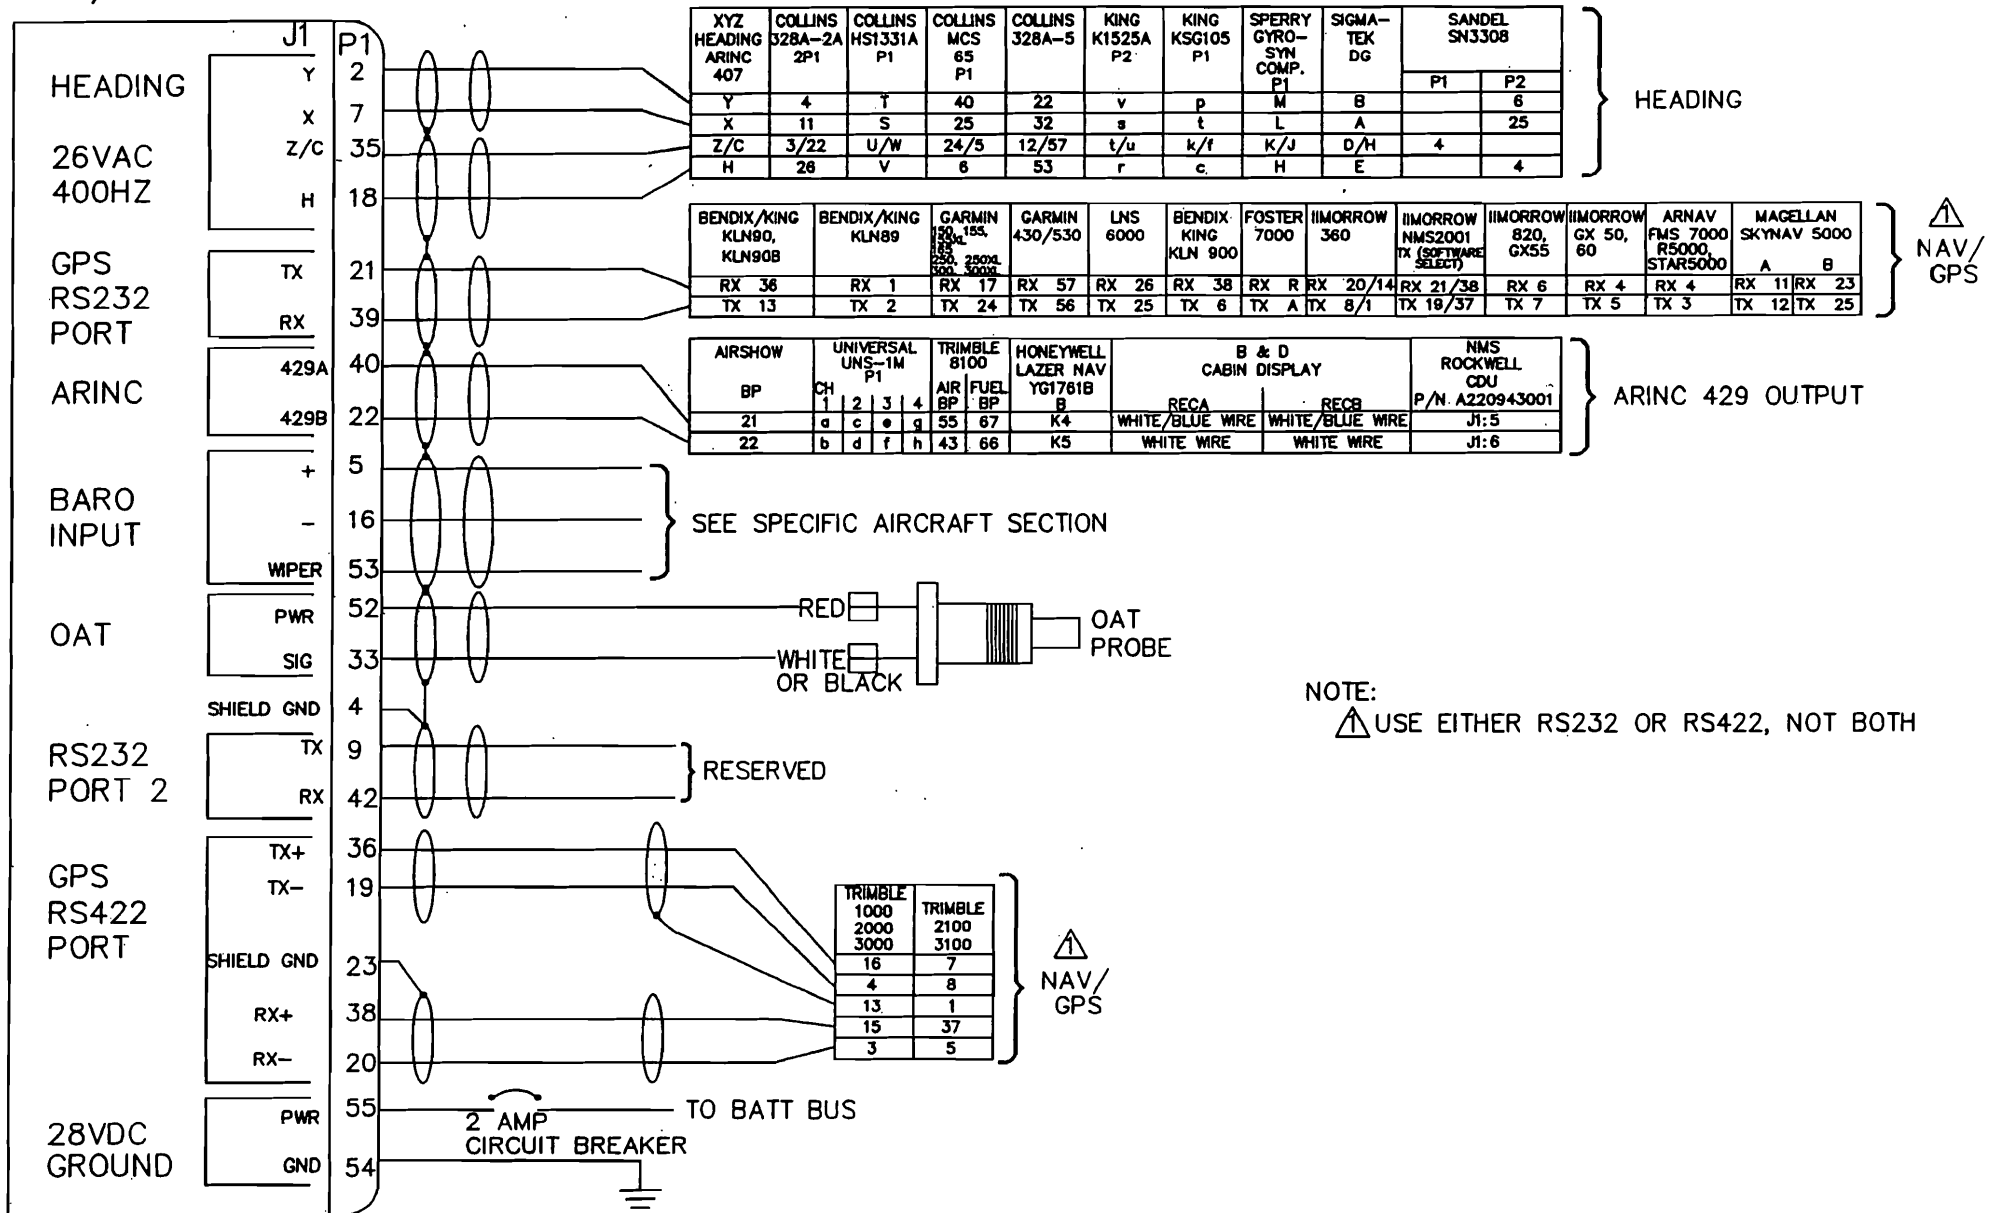 J1 P1
HEADING
26VAC
400HZ
Y 2
X 7
Z/C 35
H 18
GPS
RS232
PORT
TX 21
RX 39
ARINC
429A 40
429B 22
BARO
INPUT
+ 5
- 16
WIPER 53
OAT
PWR 52
SIG 33
SHIELD GND 4
RS232
PORT 2
TX 9
RX 42
GPS
RS422
PORT
TX+ 36
TX- 19
SHIELD GND 23
RX+ 38
RX- 20
28VDC
GROUND
PWR 55
GND 54
XYZ HEADING ARINC 407 | COLLINS 328A-2A 2P1 | COLLINS HS1331A P1 | COLLINS MCS 65 P1 | COLLINS 328A-5 | KING K1525A P2 | KING KSG105 P1 | SPERRY GYRO-SYN COMP. P1 | SIGMA-TEK DG | SANDEL SN3308 P1 P2
Y 4 T 40 22 v p M B 6
X 11 S 25 32 s t L A 25
Z/C 3/22 U/W 24/5 12/57 t/u k/f K/J D/H 4
H 26 V 6 53 r c H E 4
HEADING
BENDIX/KING KLN90, KLN90B | BENDIX/KING KLN89 | GARMIN 150, 155, 165 250, 250XL 300, 300XL | GARMIN 430/530 | LNS 6000 | BENDIX KING KLN 900 | FOSTER 7000 | IIMORROW 360 | IIMORROW NMS2001 TX (SOFTWARE SELECT) | IIMORROW 820, GX55 | IIMORROW GX 50, 60 | ARNAV FMS 7000 R5000, STAR5000 | MAGELLAN SKYNAV 5000 A B
RX 36 RX 1 RX 17 RX 57 RX 26 RX 38 RX R RX 20/14 RX 21/38 RX 6 RX 4 RX 4 RX 11 RX 23
TX 13 TX 2 TX 24 TX 56 TX 25 TX 6 TX A TX 8/1 TX 19/37 TX 7 TX 5 TX 3 TX 12 TX 25
1
NAV/
GPS
AIRSHOW BP | UNIVERSAL UNS-1M P1 CH 1 2 3 4 | TRIMBLE 8100 AIR BP FUEL BP | HONEYWELL LAZER NAV YG1761B B | B & D CABIN DISPLAY RECA RECB | NMS ROCKWELL CDU P/N A220943001
21 a c e g 55 67 K4 WHITE/BLUE WIRE WHITE/BLUE WIRE J1:5
22 b d f h 43 66 K5 WHITE WIRE WHITE WIRE J1:6
ARINC 429 OUTPUT
SEE SPECIFIC AIRCRAFT SECTION
RED
WHITE
OR BLACK
OAT
PROBE
NOTE:
1 USE EITHER RS232 OR RS422, NOT BOTH
RESERVED
TRIMBLE 1000 2000 3000 | TRIMBLE 2100 3100
16 7
4 8
13 1
15 37
3 5
1
NAV/
GPS
2 AMP
CIRCUIT BREAKER
TO BATT BUS